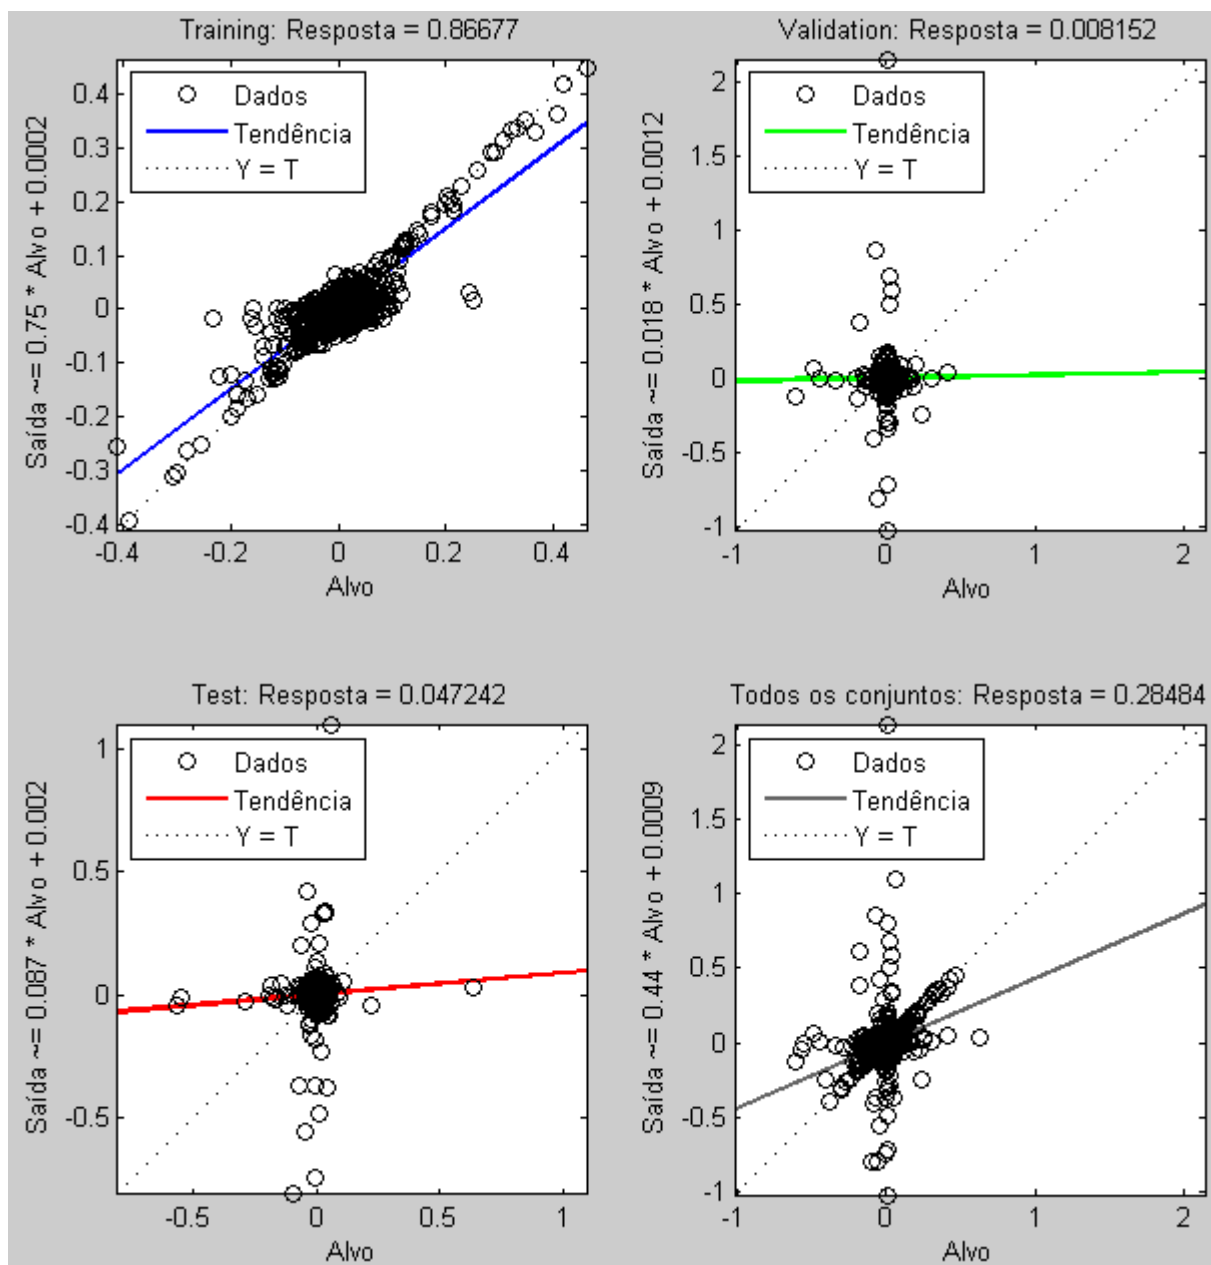 Training: Resposta = 0.86677
Saída ~= 0.75 * Alvo + 0.0002
0.4
0.3
0.2
0.1
0
-0.1
-0.2
-0.3
-0.4
Dados
Tendência
Y = T
-0.4
-0.2
0
0.2
0.4
Alvo
Validation: Resposta = 0.008152
Saída ~= 0.018 * Alvo + 0.0012
2
1.5
1
0.5
0
-0.5
-1
Dados
Tendência
Y = T
-1
0
1
2
Alvo
Test: Resposta = 0.047242
Saída ~= 0.087 * Alvo + 0.002
1
0.5
0
-0.5
Dados
Tendência
Y = T
-0.5
0
0.5
1
Alvo
Todos os conjuntos: Resposta = 0.28484
Saída ~= 0.44 * Alvo + 0.0009
2
1.5
1
0.5
0
-0.5
-1
Dados
Tendência
Y = T
-1
0
1
2
Alvo